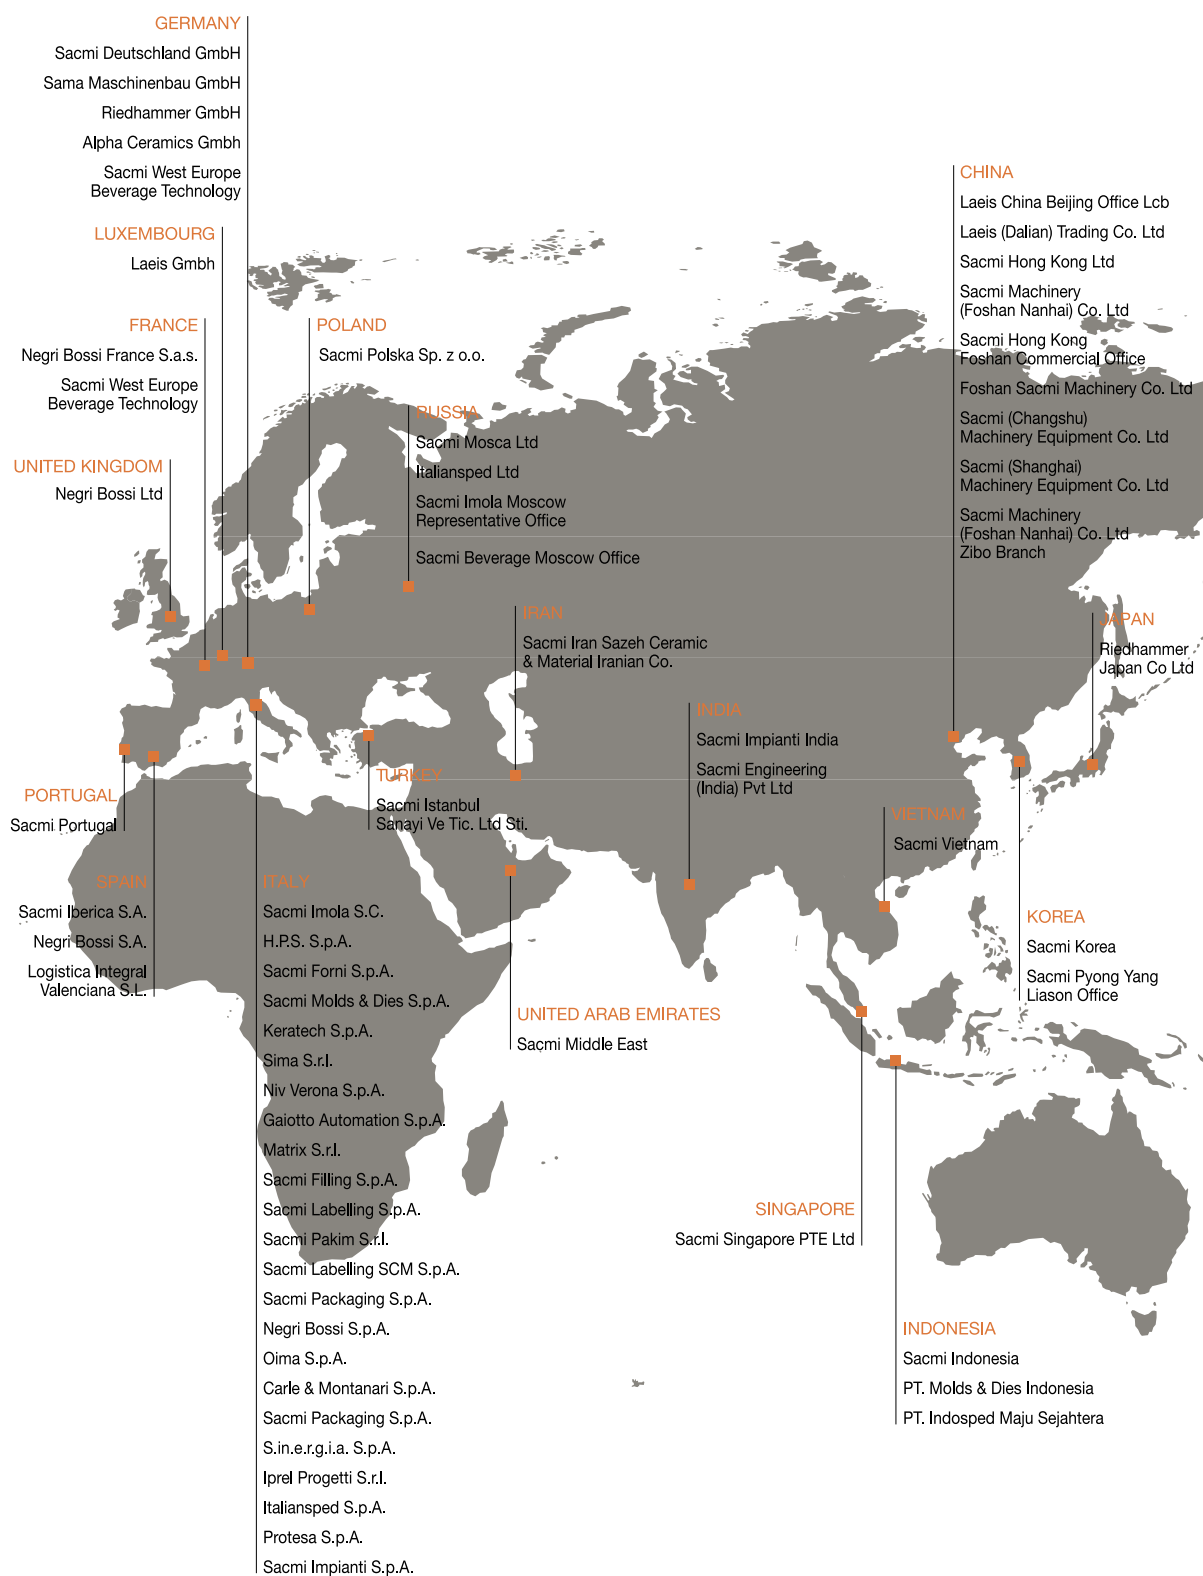 GERMANY
Sacmi Deutschland GmbH
Sama Maschinenbau GmbH
Riedhammer GmbH
Alpha Ceramics Gmbh
Sacmi West Europe
Beverage Technology
LUXEMBOURG
Laeis Gmbh
FRANCE
Negri Bossi France S.a.s.
Sacmi West Europe
Beverage Technology
UNITED KINGDOM
Negri Bossi Ltd
POLAND
Sacmi Polska Sp. z o.o.
RUSSIA
Sacmi Mosca Ltd
Italiansped Ltd
Sacmi Imola Moscow
Representative Office
Sacmi Beverage Moscow Office
CHINA
Laeis China Beijing Office Lcb
Laeis (Dalian) Trading Co. Ltd
Sacmi Hong Kong Ltd
Sacmi Machinery
(Foshan Nanhai) Co. Ltd
Sacmi Hong Kong
Foshan Commercial Office
Foshan Sacmi Machinery Co. Ltd
Sacmi (Changshu)
Machinery Equipment Co. Ltd
Sacmi (Shanghai)
Machinery Equipment Co. Ltd
Sacmi Machinery
(Foshan Nanhai) Co. Ltd
Zibo Branch
IRAN
Sacmi Iran Sazeh Ceramic
& Material Iranian Co.
JAPAN
Riedhammer
Japan Co Ltd
INDIA
Sacmi Impianti India
Sacmi Engineering
(India) Pvt Ltd
TURKEY
Sacmi Istanbul
Sanayi Ve Tic. Ltd Sti.
PORTUGAL
Sacmi Portugal
VIETNAM
Sacmi Vietnam
SPAIN
Sacmi Iberica S.A.
Negri Bossi S.A.
Logistica Integral
Valenciana S.L.
ITALY
Sacmi Imola S.C.
H.P.S. S.p.A.
Sacmi Forni S.p.A.
Sacmi Molds & Dies S.p.A.
Keratech S.p.A.
Sima S.r.l.
Niv Verona S.p.A.
Gaiotto Automation S.p.A.
Matrix S.r.l.
Sacmi Filling S.p.A.
Sacmi Labelling S.p.A.
Sacmi Pakim S.r.l.
Sacmi Labelling SCM S.p.A.
Sacmi Packaging S.p.A.
Negri Bossi S.p.A.
Oima S.p.A.
Carle & Montanari S.p.A.
Sacmi Packaging S.p.A.
S.in.e.r.g.i.a. S.p.A.
Iprel Progetti S.r.l.
Italiansped S.p.A.
Protesa S.p.A.
Sacmi Impianti S.p.A.
UNITED ARAB EMIRATES
Sacmi Middle East
KOREA
Sacmi Korea
Sacmi Pyong Yang
Liason Office
SINGAPORE
Sacmi Singapore PTE Ltd
INDONESIA
Sacmi Indonesia
PT. Molds & Dies Indonesia
PT. Indosped Maju Sejahtera